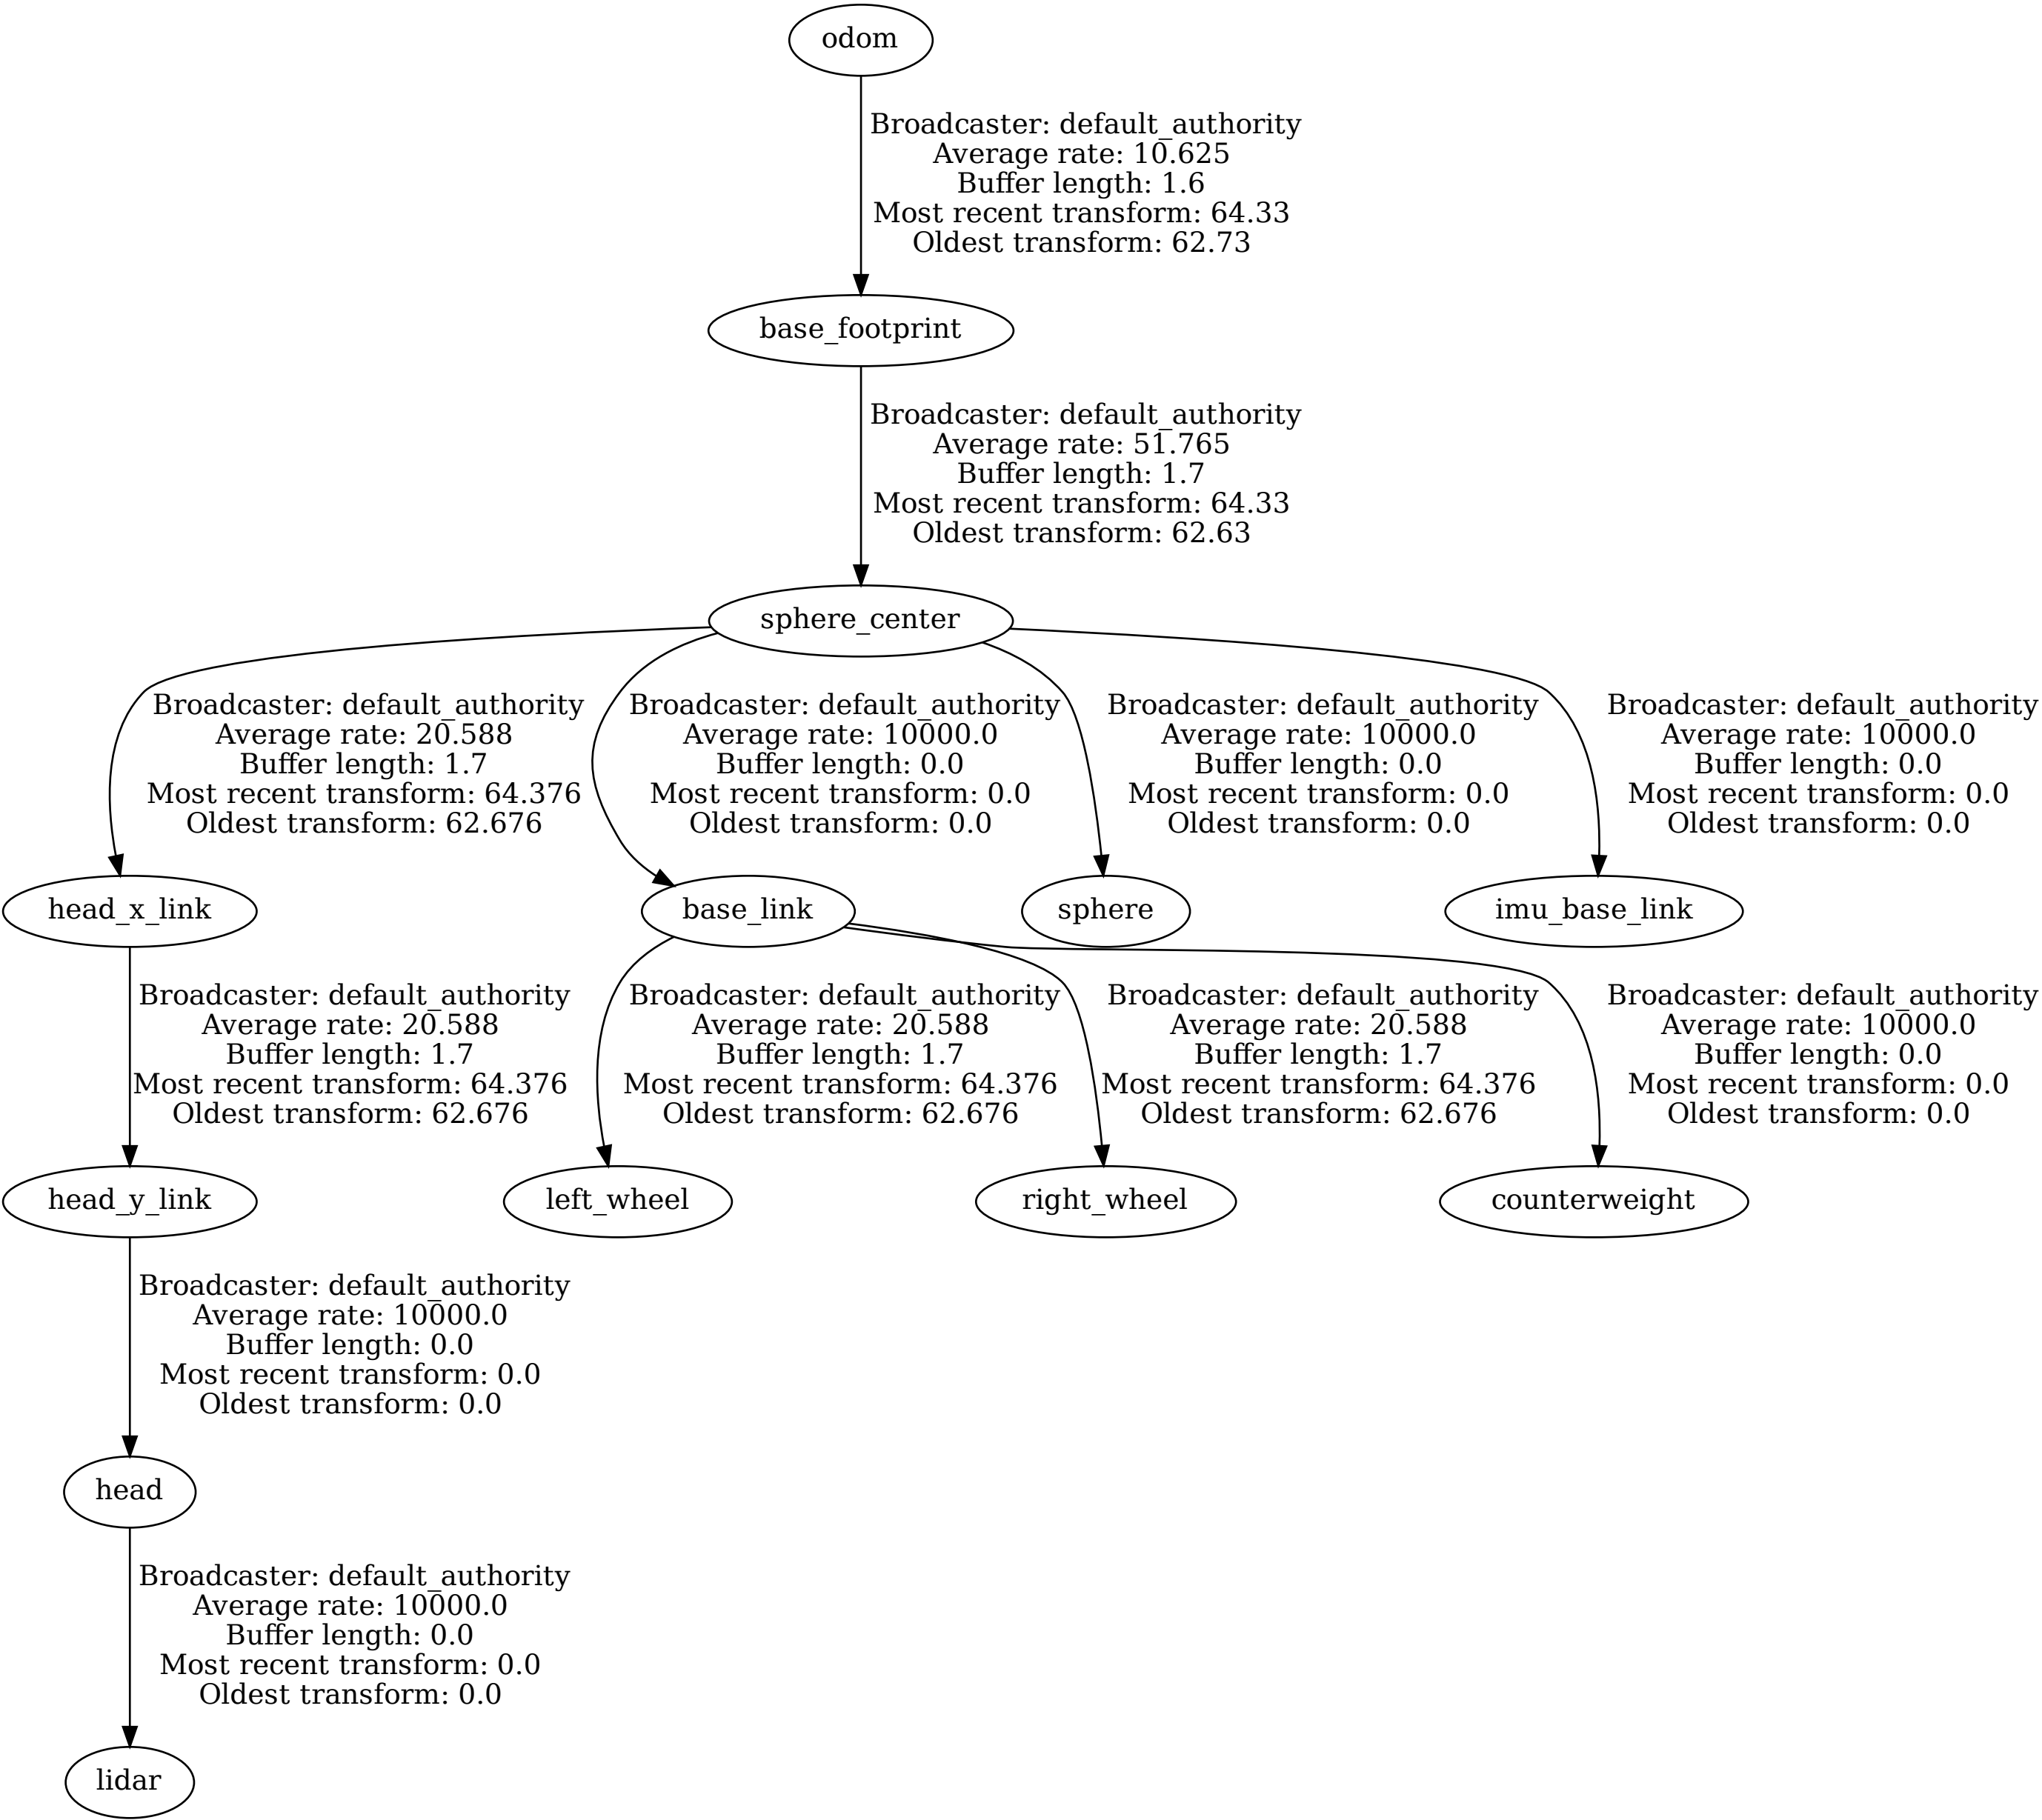 odom
Broadcaster: default_authority
Average rate: 10.625
Buffer length: 1.6
Most recent transform: 64.33
Oldest transform: 62.73
base_footprint
Broadcaster: default_authority
Average rate: 51.765
Buffer length: 1.7
Most recent transform: 64.33
Oldest transform: 62.63
sphere_center
Broadcaster: default_authority
Average rate: 20.588
Buffer length: 1.7
Most recent transform: 64.376
Oldest transform: 62.676
Broadcaster: default_authority
Average rate: 10000.0
Buffer length: 0.0
Most recent transform: 0.0
Oldest transform: 0.0
Broadcaster: default_authority
Average rate: 10000.0
Buffer length: 0.0
Most recent transform: 0.0
Oldest transform: 0.0
Broadcaster: default_authority
Average rate: 10000.0
Buffer length: 0.0
Most recent transform: 0.0
Oldest transform: 0.0
head_x_link
base_link
sphere
imu_base_link
Broadcaster: default_authority
Average rate: 20.588
Buffer length: 1.7
Most recent transform: 64.376
Oldest transform: 62.676
Broadcaster: default_authority
Average rate: 20.588
Buffer length: 1.7
Most recent transform: 64.376
Oldest transform: 62.676
Broadcaster: default_authority
Average rate: 20.588
Buffer length: 1.7
Most recent transform: 64.376
Oldest transform: 62.676
Broadcaster: default_authority
Average rate: 10000.0
Buffer length: 0.0
Most recent transform: 0.0
Oldest transform: 0.0
head_y_link
left_wheel
right_wheel
counterweight
Broadcaster: default_authority
Average rate: 10000.0
Buffer length: 0.0
Most recent transform: 0.0
Oldest transform: 0.0
head
Broadcaster: default_authority
Average rate: 10000.0
Buffer length: 0.0
Most recent transform: 0.0
Oldest transform: 0.0
lidar